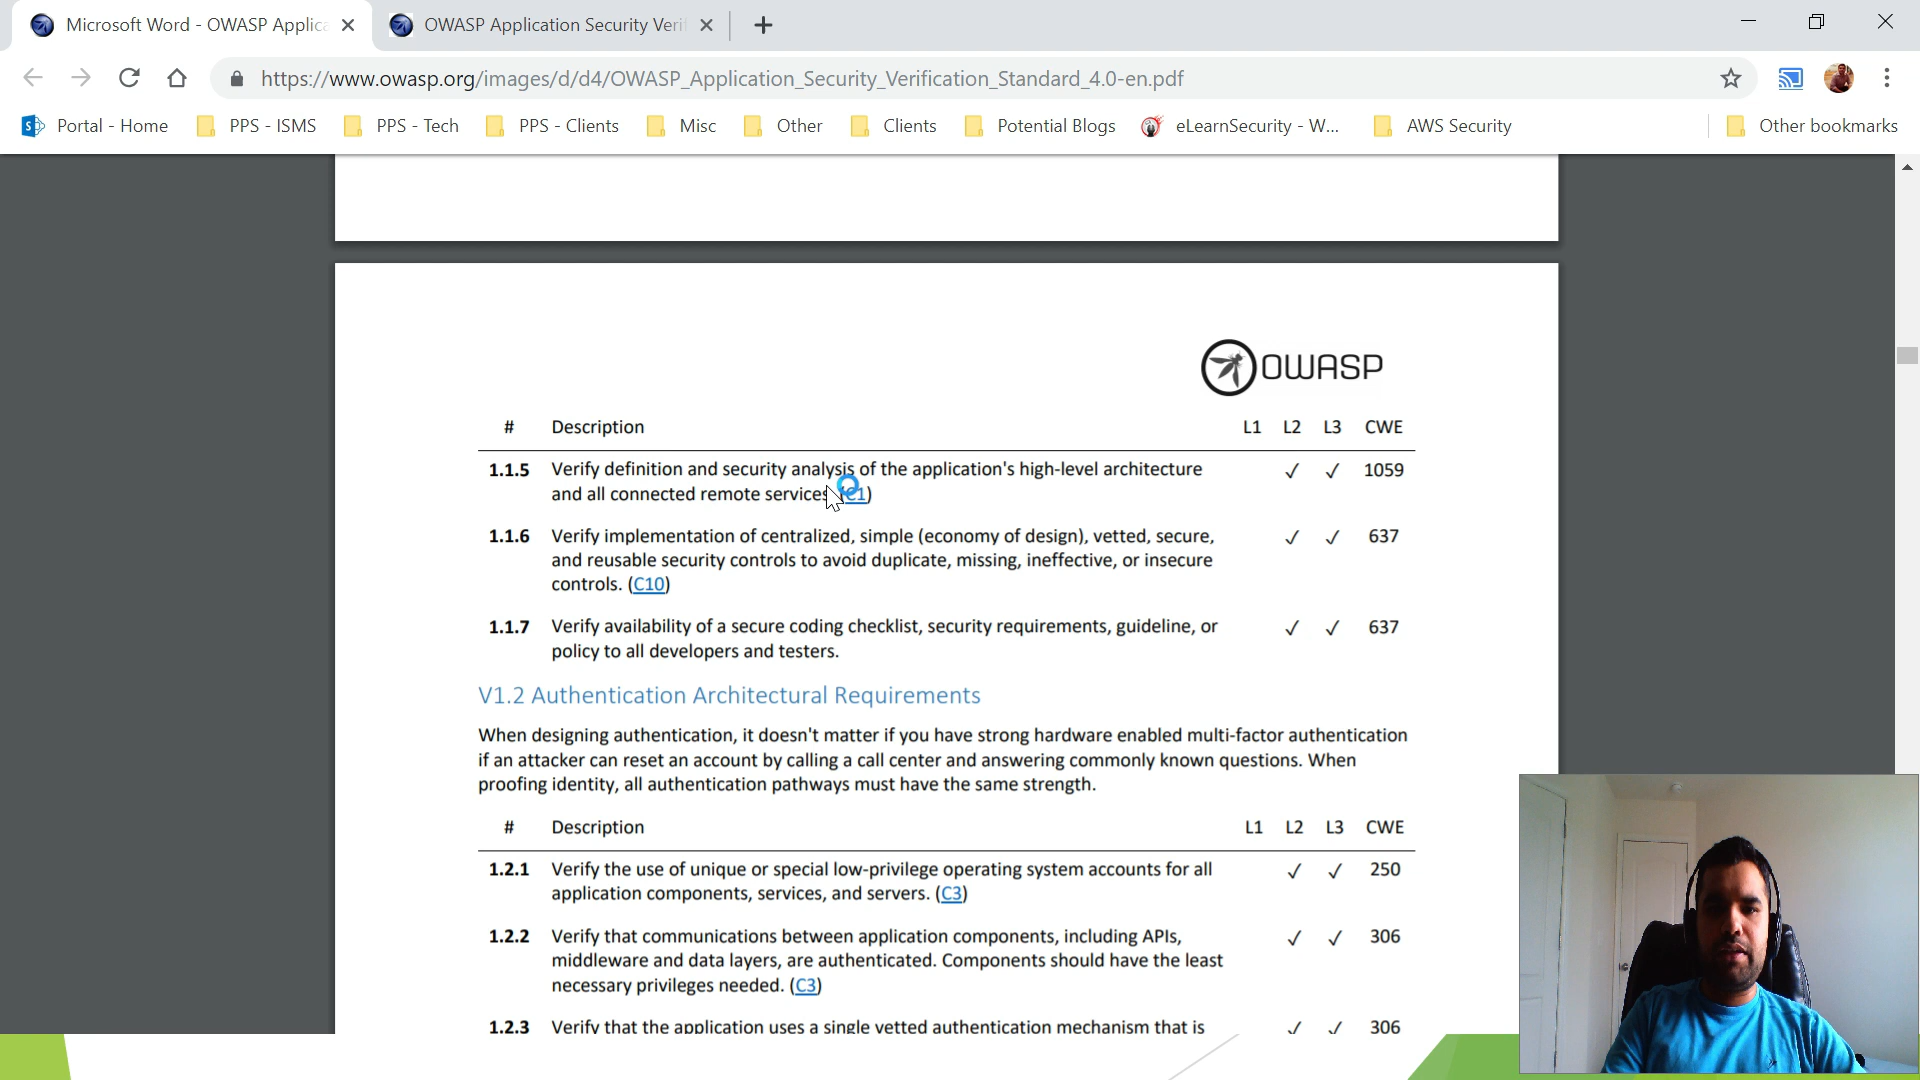 Microsoft Word - OWASP Applica
OWASP Application Security Veri
https://www.owasp.org/images/d/d4/OWASP_Application_Security_Verification_Standard_4.0-en.pdf
Portal - Home
PPS - ISMS
PPS - Tech
PPS - Clients
Misc
Other
Clients
Potential Blogs
eLearnSecurity - W...
AWS Security
Other bookmarks
OWASP
# Description L1 L2 L3 CWE
1.1.5 Verify definition and security analysis of the application's high-level architecture ✓ ✓ 1059
and all connected remote services. (C1)
1.1.6 Verify implementation of centralized, simple (economy of design), vetted, secure, ✓ ✓ 637
and reusable security controls to avoid duplicate, missing, ineffective, or insecure
controls. (C10)
1.1.7 Verify availability of a secure coding checklist, security requirements, guideline, or ✓ ✓ 637
policy to all developers and testers.
V1.2 Authentication Architectural Requirements
When designing authentication, it doesn't matter if you have strong hardware enabled multi-factor authentication
if an attacker can reset an account by calling a call center and answering commonly known questions. When
proofing identity, all authentication pathways must have the same strength.
# Description L1 L2 L3 CWE
1.2.1 Verify the use of unique or special low-privilege operating system accounts for all ✓ ✓ 250
application components, services, and servers. (C3)
1.2.2 Verify that communications between application components, including APIs, ✓ ✓ 306
middleware and data layers, are authenticated. Components should have the least
necessary privileges needed. (C3)
1.2.3 Verify that the application uses a single vetted authentication mechanism that is ✓ ✓ 306